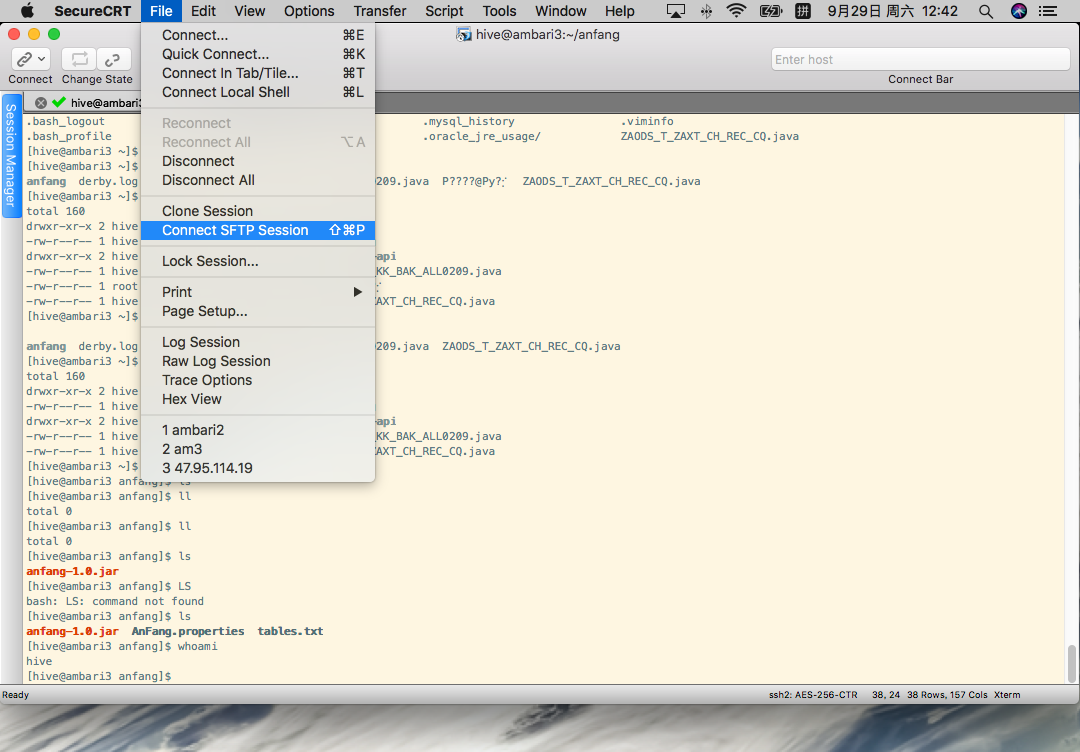 SecureCRT File Edit View Options Transfer Script Tools Window Help 拼 9月29日 周六 12:42
hive@ambari3:~/anfang
Connect Change State
Enter host
Connect Bar
Session Manager
hive@ambari3
Connect... ⌘E
Quick Connect... ⌘K
Connect In Tab/Tile... ⌘T
Connect Local Shell ⌘L
Reconnect
Reconnect All ⌥A
Disconnect
Disconnect All
Clone Session
Connect SFTP Session ⇧⌘P
Lock Session...
Print ▶
Page Setup...
Log Session
Raw Log Session
Trace Options
Hex View
1 ambari2
2 am3
3 47.95.114.19
.bash_logout .mysql_history .viminfo
.bash_profile .oracle_jre_usage/ ZAODS_T_ZAXT_CH_REC_CQ.java
[hive@ambari3 ~]$
[hive@ambari3 ~]$
anfang derby.log 209.java P????@Py?⋰ ZAODS_T_ZAXT_CH_REC_CQ.java
[hive@ambari3 ~]$
total 160
drwxr-xr-x 2 hive
-rw-r--r-- 1 hive
drwxr-xr-x 2 hive api
-rw-r--r-- 1 hive KK_BAK_ALL0209.java
-rw-r--r-- 1 root
-rw-r--r-- 1 hive ZAXT_CH_REC_CQ.java
[hive@ambari3 ~]$
anfang derby.log 209.java ZAODS_T_ZAXT_CH_REC_CQ.java
[hive@ambari3 ~]$
total 160
drwxr-xr-x 2 hive
-rw-r--r-- 1 hive
drwxr-xr-x 2 hive api
-rw-r--r-- 1 hive KK_BAK_ALL0209.java
-rw-r--r-- 1 hive ZAXT_CH_REC_CQ.java
[hive@ambari3 ~]$
[hive@ambari3 anfang]$ ls
[hive@ambari3 anfang]$ ll
total 0
[hive@ambari3 anfang]$ ll
total 0
[hive@ambari3 anfang]$ ls
anfang-1.0.jar
[hive@ambari3 anfang]$ LS
bash: LS: command not found
[hive@ambari3 anfang]$ ls
anfang-1.0.jar AnFang.properties tables.txt
[hive@ambari3 anfang]$ whoami
hive
[hive@ambari3 anfang]$
Ready ssh2: AES-256-CTR 38, 24 38 Rows, 157 Cols Xterm